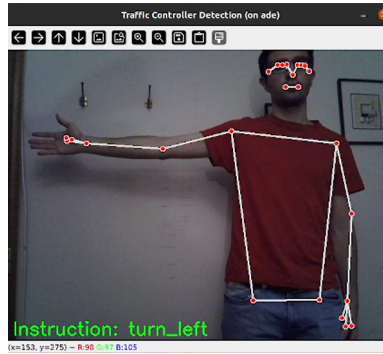 Traffic Controller Detection (on ade)
Instruction: turn_left
(x=153, y=275) ~ R:98 G:97 B:105